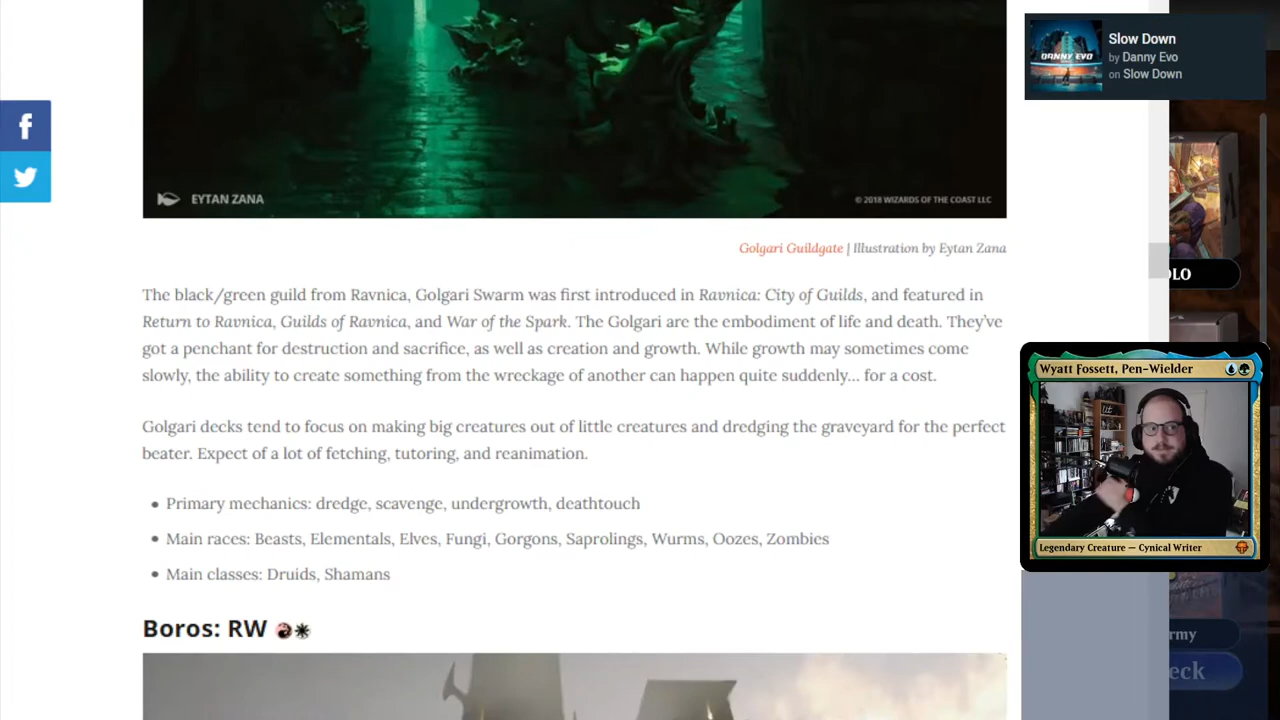 Slow Down
by Danny Evo
on Slow Down
DANNY EVO
EYTAN ZANA
© 2018 WIZARDS OF THE COAST LLC
Golgari Guildgate | Illustration by Eytan Zana
The black/green guild from Ravnica, Golgari Swarm was first introduced in Ravnica: City of Guilds, and featured in
Return to Ravnica, Guilds of Ravnica, and War of the Spark. The Golgari are the embodiment of life and death. They’ve
got a penchant for destruction and sacrifice, as well as creation and growth. While growth may sometimes come
slowly, the ability to create something from the wreckage of another can happen quite suddenly… for a cost.
Golgari decks tend to focus on making big creatures out of little creatures and dredging the graveyard for the perfect
beater. Expect of a lot of fetching, tutoring, and reanimation.
• Primary mechanics: dredge, scavenge, undergrowth, deathtouch
• Main races: Beasts, Elementals, Elves, Fungi, Gorgons, Saprolings, Wurms, Oozes, Zombies
• Main classes: Druids, Shamans
Boros: RW
OLO
Wyatt Fossett, Pen-Wielder
Legendary Creature — Cynical Writer
rmy
eck